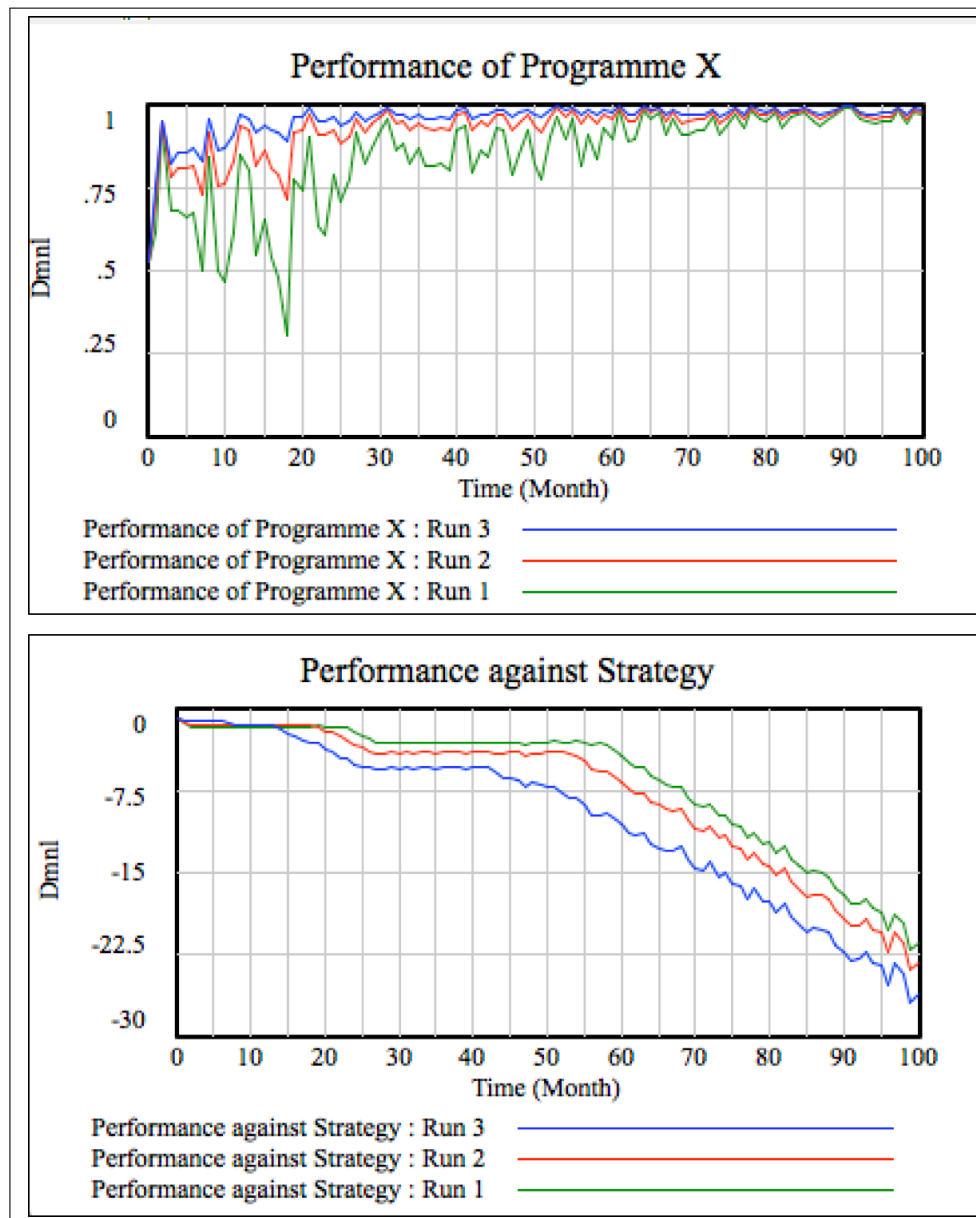 Performance of Programme X
1
.75
.5
.25
0
Dmnl
0 10 20 30 40 50 60 70 80 90 100
Time (Month)
Performance of Programme X : Run 3
Performance of Programme X : Run 2
Performance of Programme X : Run 1
Performance against Strategy
0
-7.5
-15
-22.5
-30
Dmnl
0 10 20 30 40 50 60 70 80 90 100
Time (Month)
Performance against Strategy : Run 3
Performance against Strategy : Run 2
Performance against Strategy : Run 1